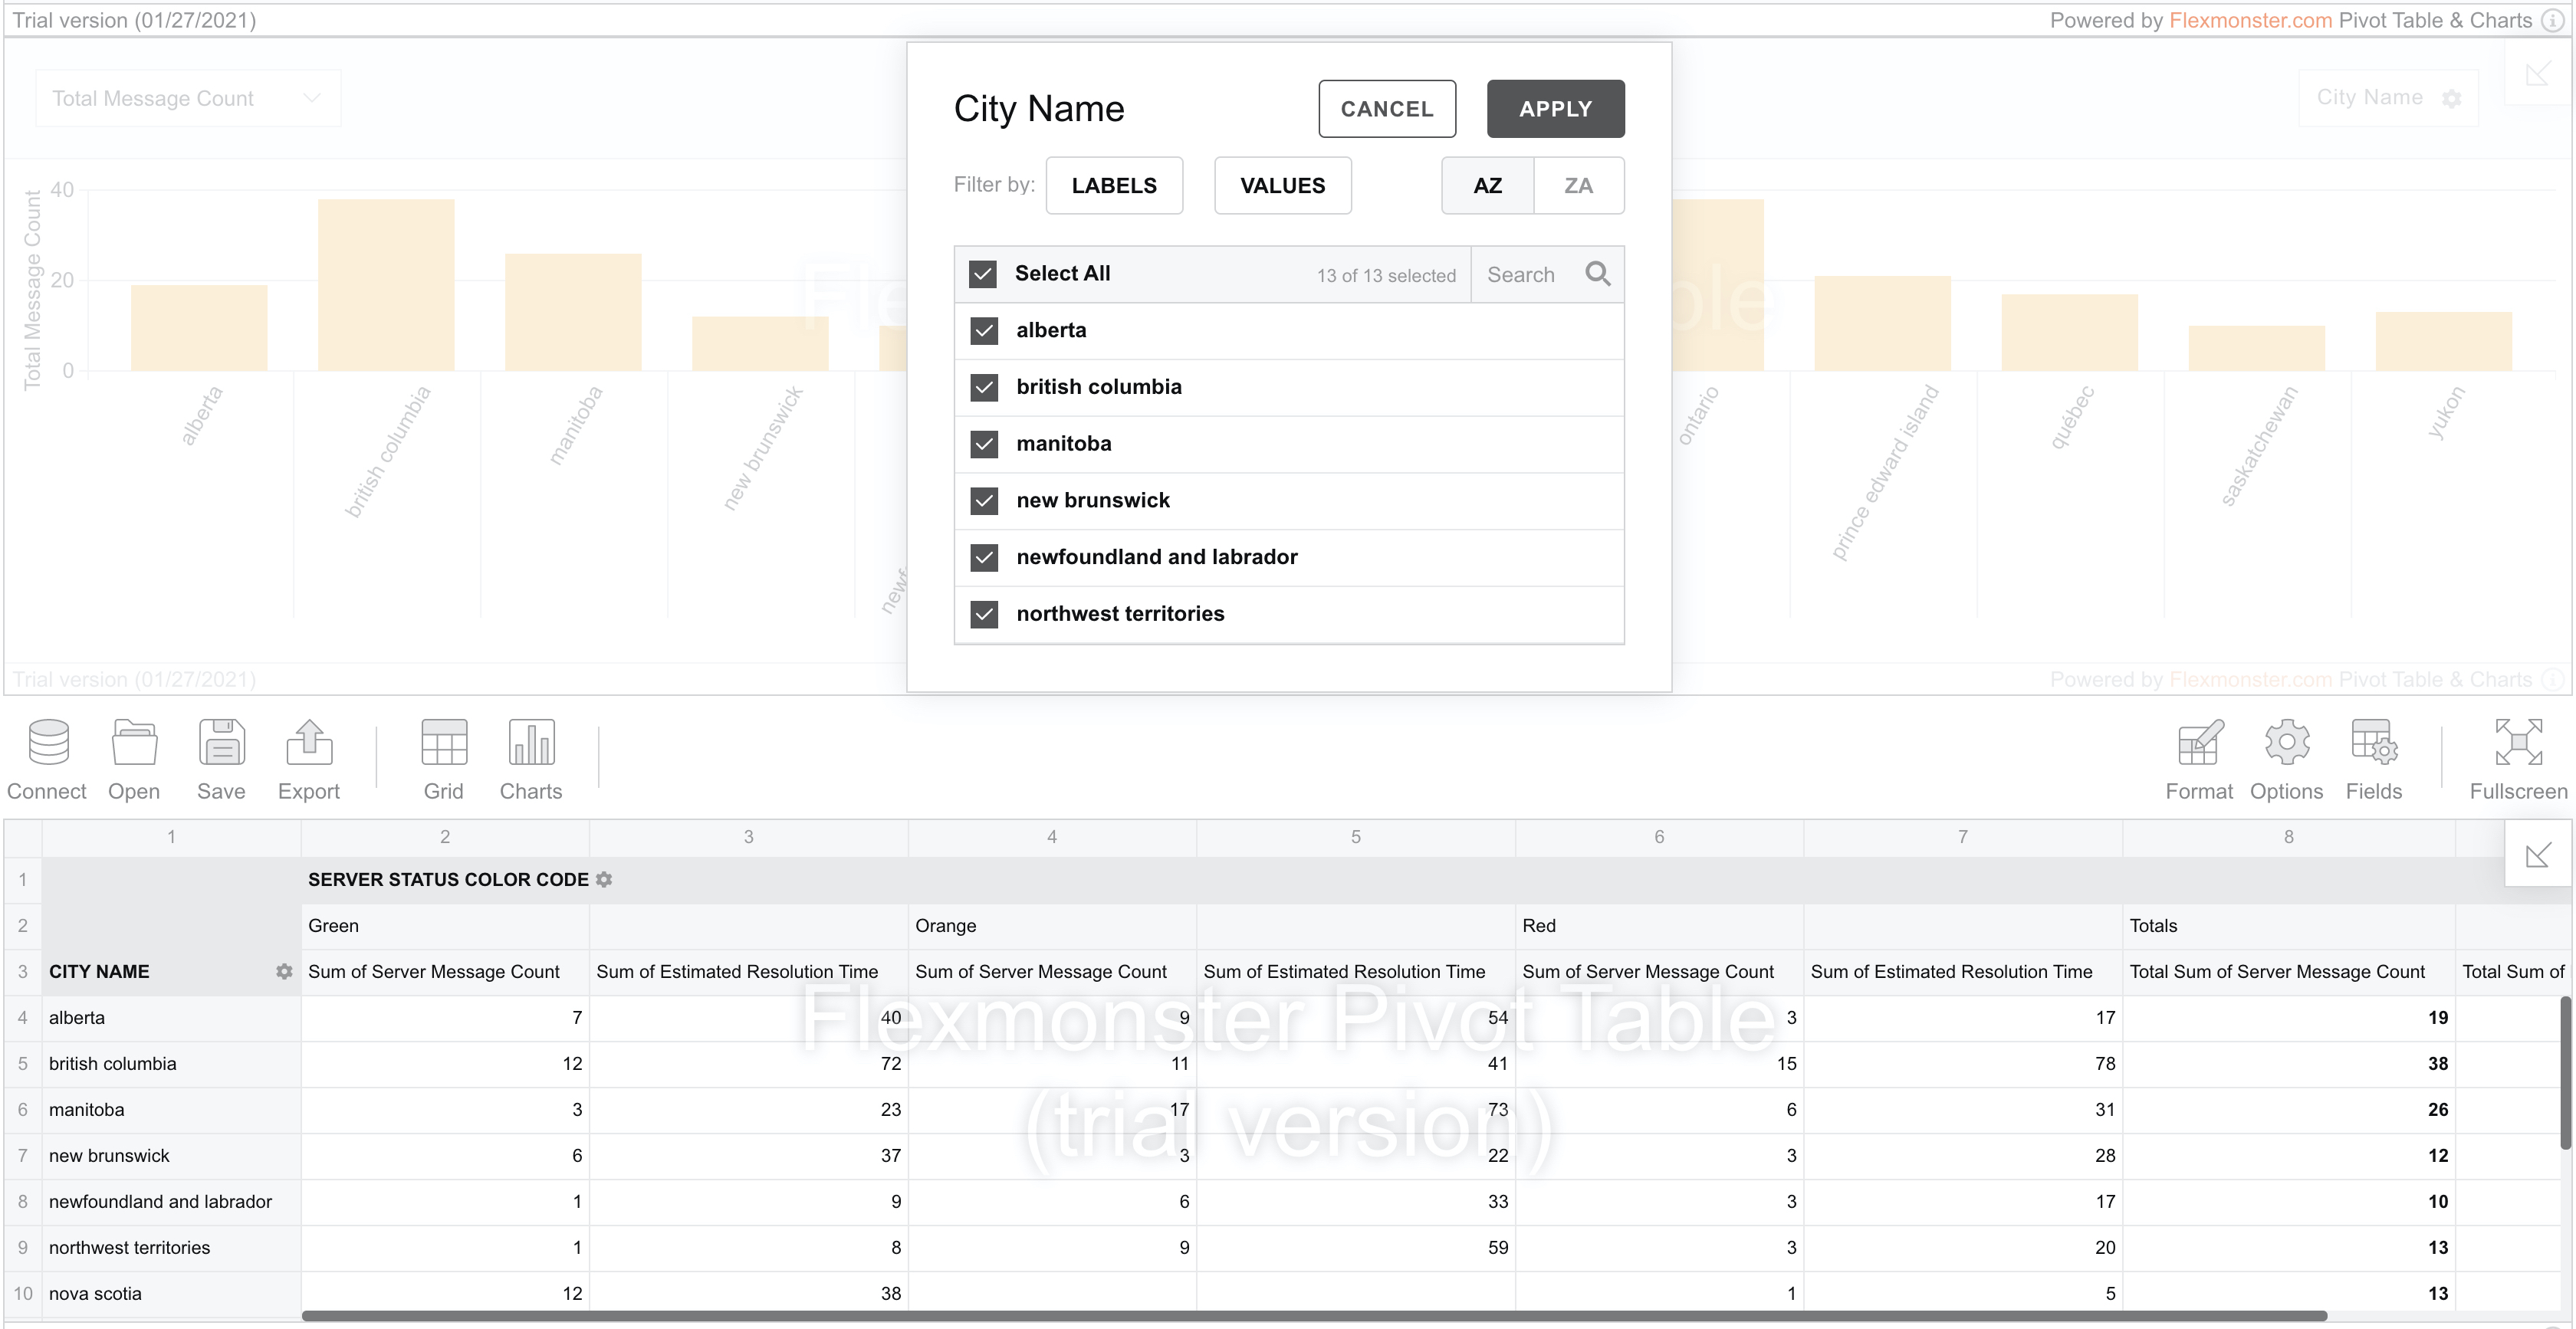 Trial version (01/27/2021)
Powered by Flexmonster.com Pivot Table & Charts
Total Message Count
City Name
Total Message Count
40
20
0
alberta
british columbia
manitoba
new brunswick
newf
ontario
prince edward island
québec
saskatchewan
yukon
City Name
CANCEL
APPLY
Filter by:
LABELS
VALUES
AZ
ZA
Select All
13 of 13 selected
Search
alberta
british columbia
manitoba
new brunswick
newfoundland and labrador
northwest territories
Trial version (01/27/2021)
Powered by Flexmonster.com Pivot Table & Charts
Connect Open Save Export Grid Charts Format Options Fields Fullscreen
1 2 3 4 5 6 7 8
1 SERVER STATUS COLOR CODE
2 Green Orange Red Totals
3 CITY NAME Sum of Server Message Count Sum of Estimated Resolution Time Sum of Server Message Count Sum of Estimated Resolution Time Sum of Server Message Count Sum of Estimated Resolution Time Total Sum of Server Message Count Total Sum of
4 alberta 7 40 9 54 3 17 19
5 british columbia 12 72 11 41 15 78 38
6 manitoba 3 23 17 73 6 31 26
7 new brunswick 6 37 3 22 3 28 12
8 newfoundland and labrador 1 9 6 33 3 17 10
9 northwest territories 1 8 9 59 3 20 13
10 nova scotia 12 38 1 5 13
Flexmonster Pivot Table
(trial version)